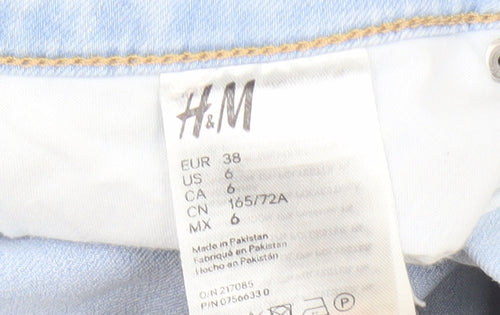 H&M
EUR 38
US 6
CA 6
CN 165/72A
MX 6
Made in Pakistan
Fabriqué en Pakistan
Hecho en Pakistán
O/N 217085
P/N 0756633 0
P